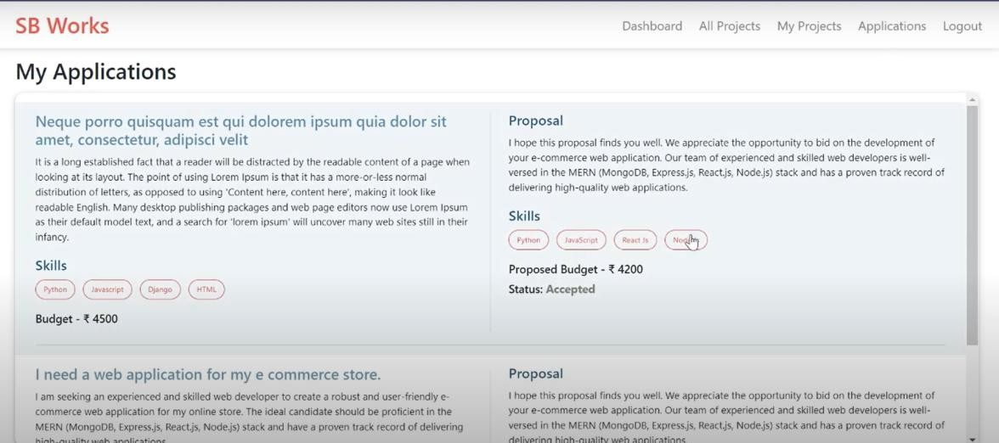 SB Works
Dashboard All Projects My Projects Applications Logout
My Applications
Neque porro quisquam est qui dolorem ipsum quia dolor sit
amet, consectetur, adipisci velit
It is a long established fact that a reader will be distracted by the readable content of a page when
looking at its layout. The point of using Lorem Ipsum is that it has a more-or-less normal
distribution of letters, as opposed to using 'Content here, content here', making it look like
readable English. Many desktop publishing packages and web page editors now use Lorem Ipsum
as their default model text, and a search for 'lorem ipsum' will uncover many web sites still in their
infancy.
Skills
Python Javascript Django HTML
Budget - ₹ 4500
Proposal
I hope this proposal finds you well. We appreciate the opportunity to bid on the development of
your e-commerce web application. Our team of experienced and skilled web developers is well-
versed in the MERN (MongoDB, Express.js, React.js, Node.js) stack and has a proven track record of
delivering high-quality web applications.
Skills
Python JavaScript React Js
Proposed Budget - ₹ 4200
Status: Accepted
I need a web application for my e commerce store.
I am seeking an experienced and skilled web developer to create a robust and user-friendly e-
commerce web application for my online store. The ideal candidate should be proficient in the
MERN (MongoDB, Express.js, React.js, Node.js) stack and have a proven track record of delivering
high-quality web applications.
Proposal
I hope this proposal finds you well. We appreciate the opportunity to bid on the development of
your e-commerce web application. Our team of experienced and skilled web developers is well-
versed in the MERN (MongoDB, Express.js, React.js, Node.js) stack and has a proven track record of
delivering high-quality web applications.